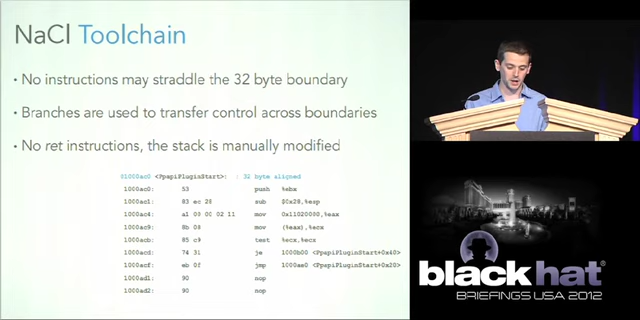 NaCl Toolchain
• No instructions may straddle the 32 byte boundary
• Branches are used to transfer control across boundaries
• No ret instructions, the stack is manually modified
01000ac0 <PpapiPluginStart>: | 32 byte aligned
1000ac0: 53 push %ebx
1000ac1: 83 ec 28 sub $0x28,%esp
1000ac4: a1 00 00 02 11 mov 0x11020000,%eax
1000ac9: 8b 08 mov (%eax),%ecx
1000acb: 85 c9 test %ecx,%ecx
1000acd: 74 31 je 1000b00 <PpapiPluginStart+0x40>
1000acf: eb 0f jmp 1000ae0 <PpapiPluginStart+0x20>
1000ad1: 90 nop
1000ad2: 90 nop
black hat®
BRIEFINGS USA 2012